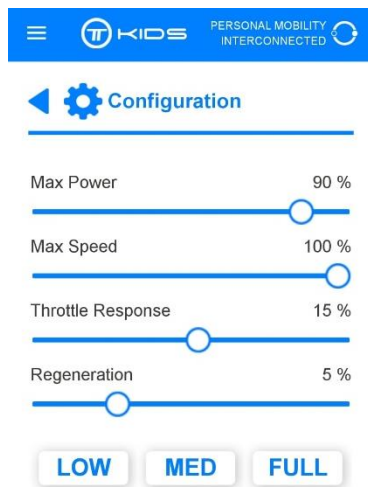 KIDS
PERSONAL MOBILITY
INTERCONNECTED
Configuration
Max Power 90 %
Max Speed 100 %
Throttle Response 15 %
Regeneration 5 %
LOW MED FULL